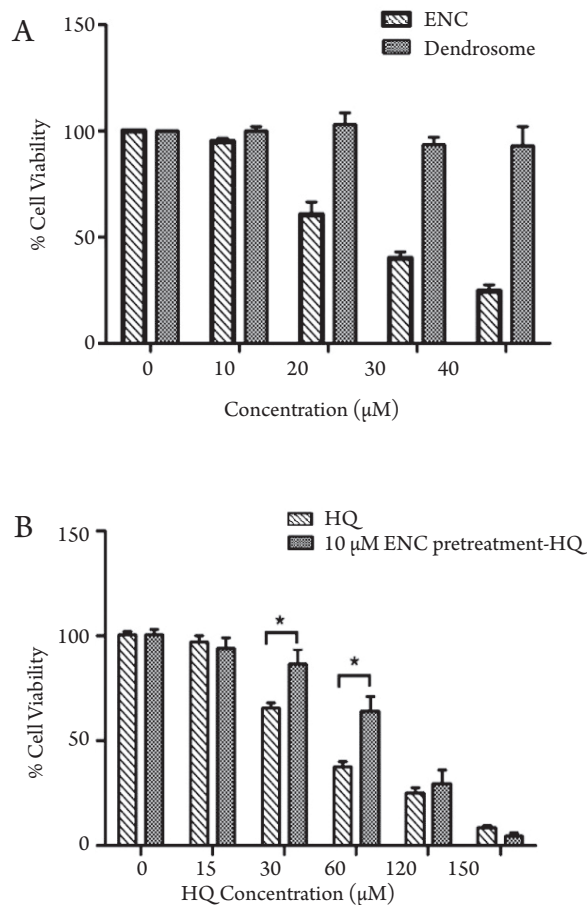 A
ENC
Dendrosome
150
100
50
0
% Cell Viability
0 10 20 30 40
Concentration (µM)
B
HQ
10 µM ENC pretreatment-HQ
150
100
50
0
% Cell Viability
* *
0 15 30 60 120 150
HQ Concentration (µM)